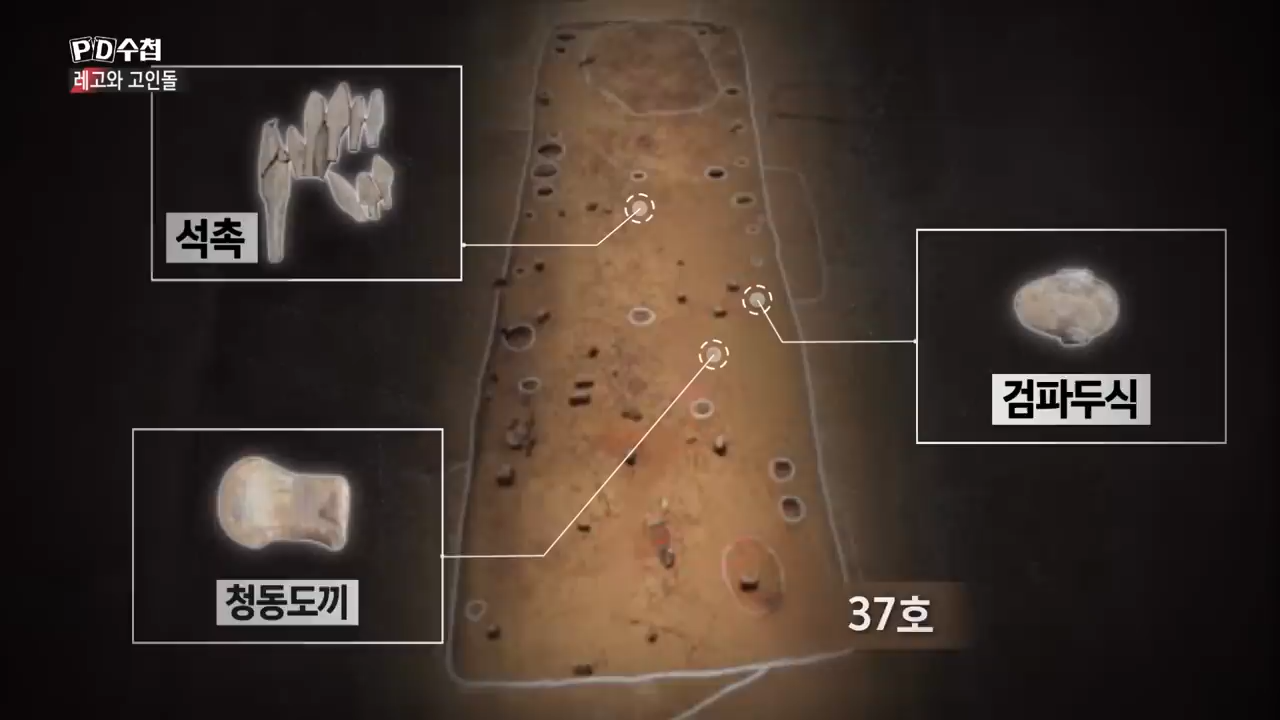 PD수첩
레고와 고인돌
석촉
검파두식
청동도끼
37호